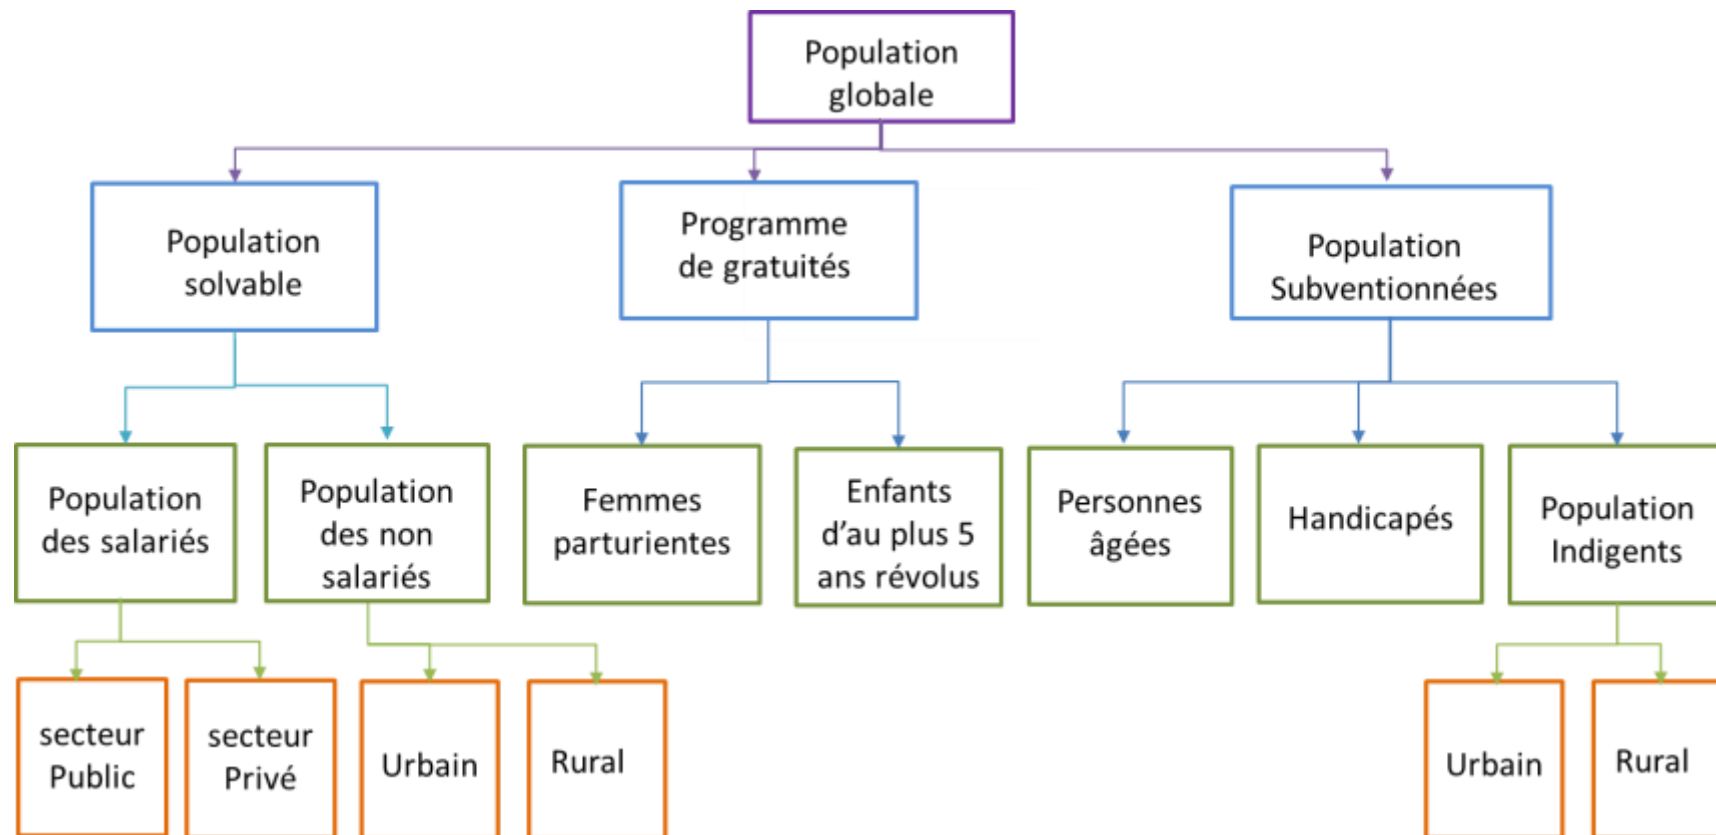 Population
globale
Population
solvable
Programme
de gratuités
Population
Subventionnées
Population
des salariés
Population
des non
salariés
Femmes
parturientes
Enfants
d'au plus 5
ans révolus
Personnes
âgées
Handicapés
Population
Indigents
secteur
Public
secteur
Privé
Urbain
Rural
Urbain
Rural